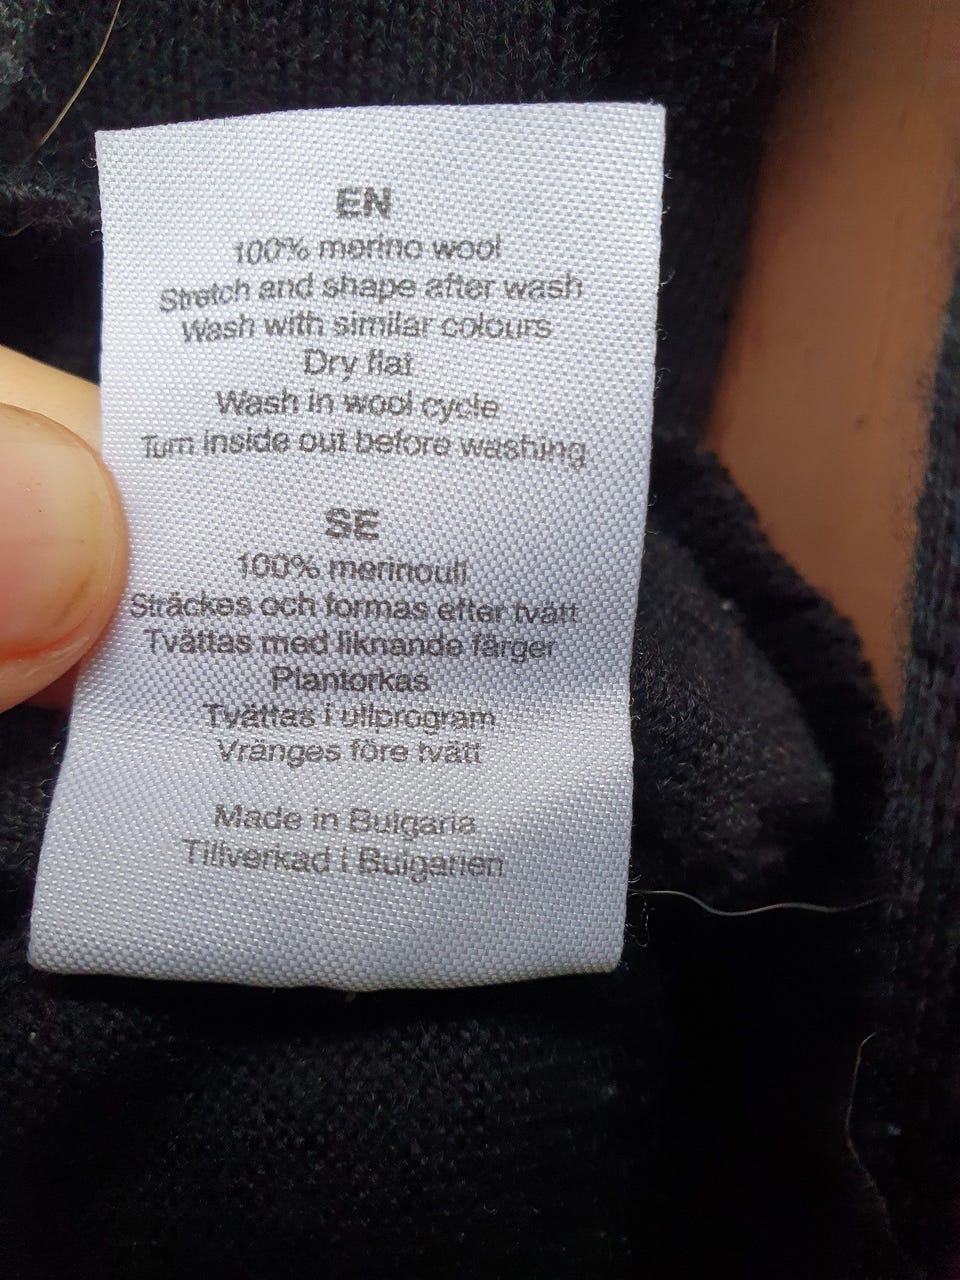 EN
100% merino wool
Stretch and shape after wash
Wash with similar colours
Dry flat
Wash in wool cycle
Turn inside out before washing
SE
100% merinoull
Sträckes och formas efter tvätt
Tvättas med liknande färger
Plantorkas
Tvättas i ullprogram
Vränges före tvätt
Made in Bulgaria
Tillverkad i Bulgarien